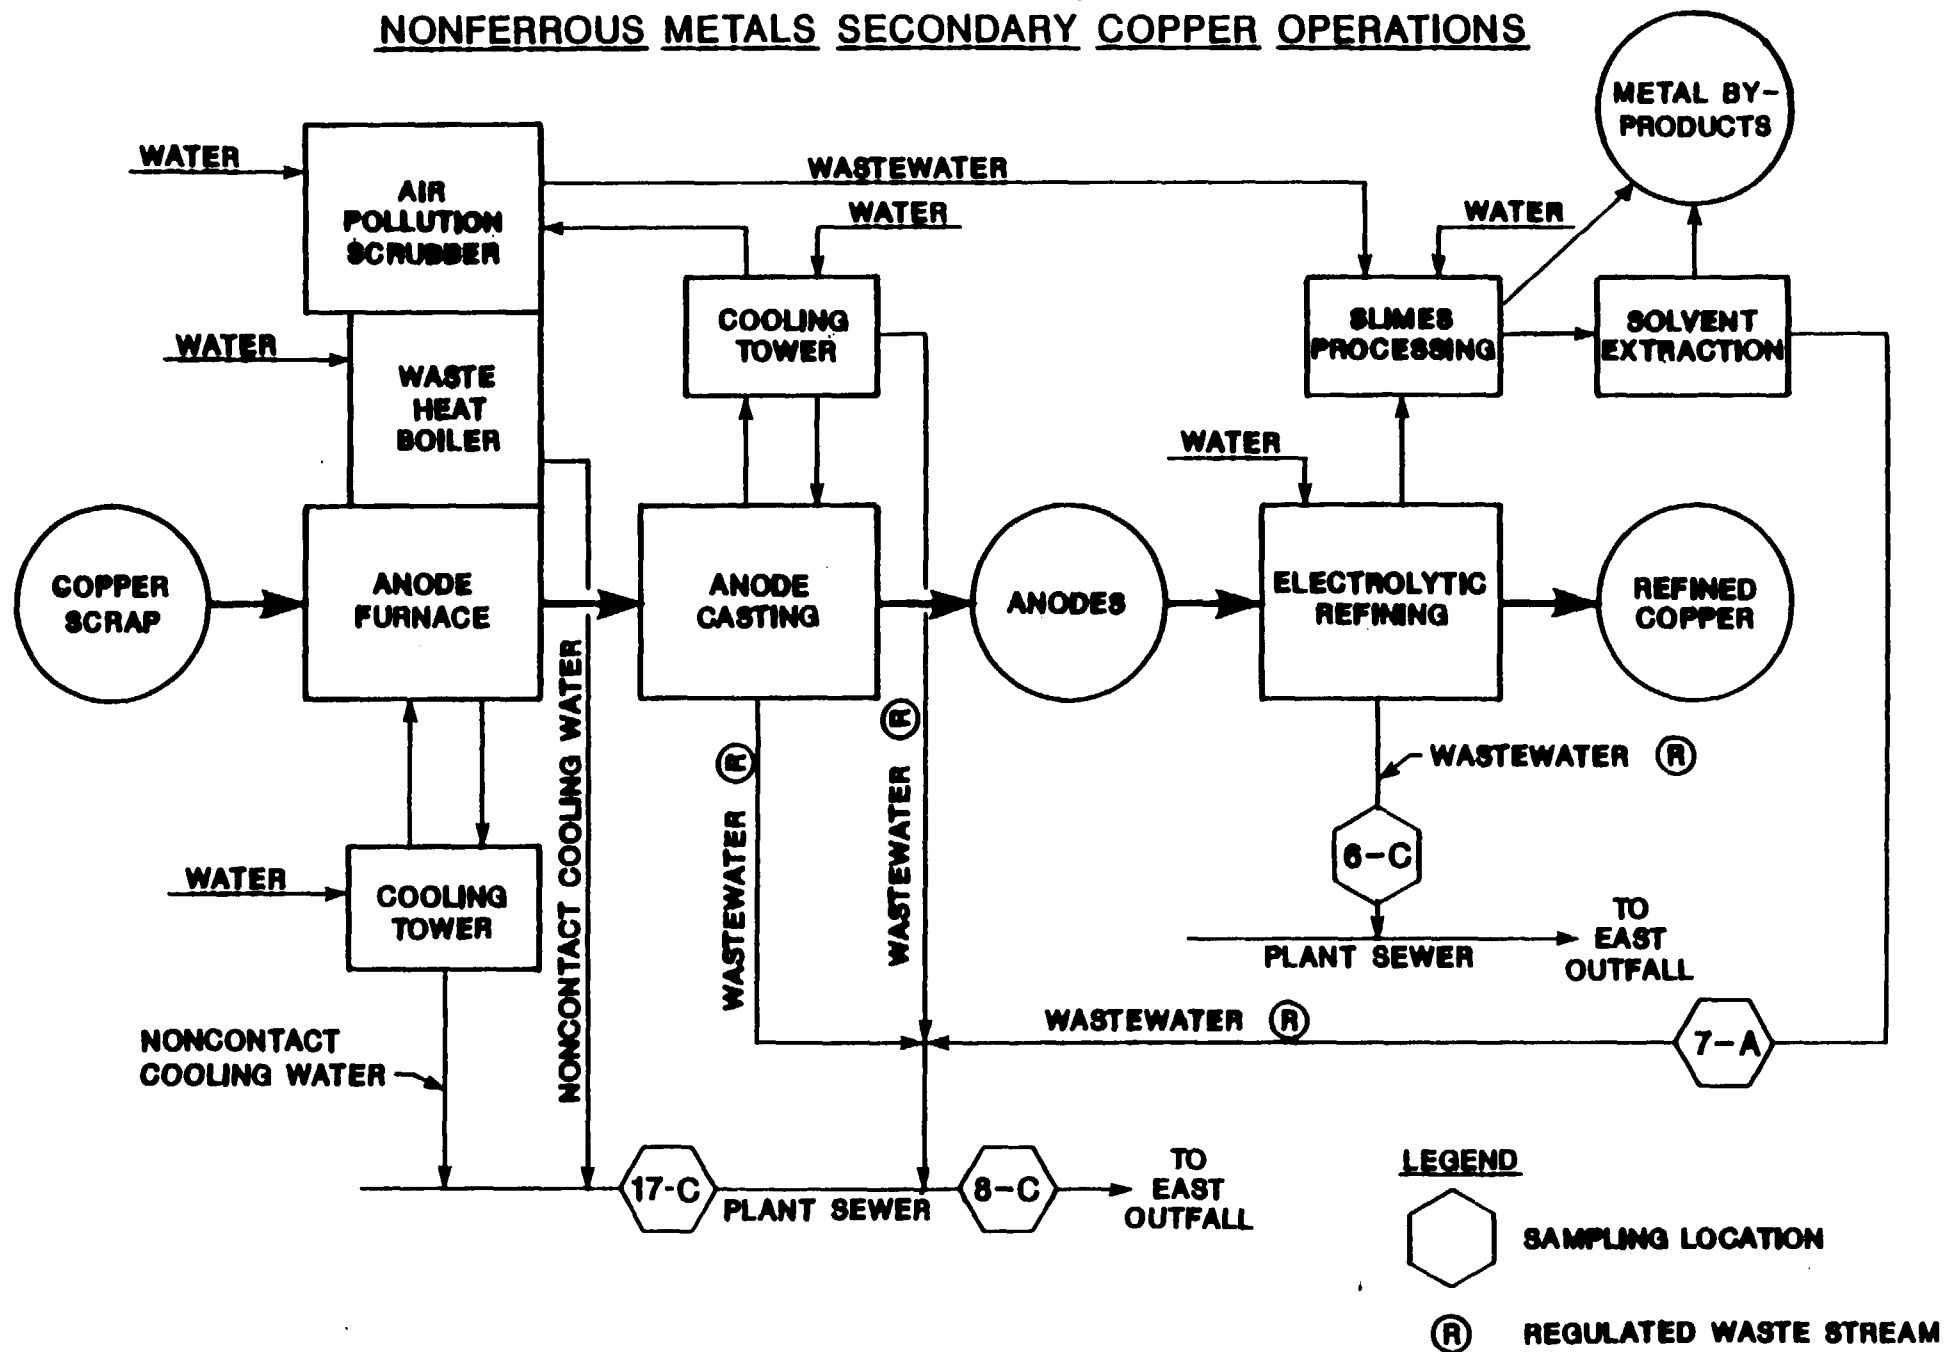 NONFERROUS METALS SECONDARY COPPER OPERATIONS
METAL BY-
PRODUCTS
WATER
AIR
POLLUTION
SCRUBBER
WASTEWATER
WATER
WATER
COOLING
TOWER
SLIMES
PROCESSING
SOLVENT
EXTRACTION
WATER
WASTE
HEAT
BOILER
WATER
COPPER
SCRAP
ANODE
FURNACE
ANODE
CASTING
ANODES
ELECTROLYTIC
REFINING
REFINED
COPPER
NONCONTACT COOLING WATER
WASTEWATER R
WASTEWATER R
WASTEWATER R
6-C
WATER
COOLING
TOWER
PLANT SEWER
TO
EAST
OUTFALL
WASTEWATER R
7-A
NONCONTACT
COOLING WATER
17-C
PLANT SEWER
8-C
TO
EAST
OUTFALL
LEGEND
SAMPLING LOCATION
R REGULATED WASTE STREAM